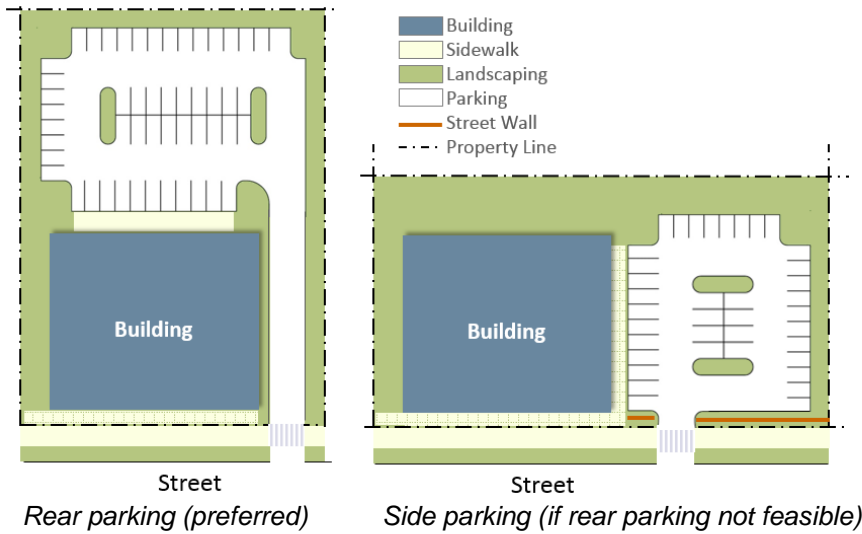 Building
Sidewalk
Landscaping
Parking
Street Wall
Property Line
Building
Building
Street
Street
Rear parking (preferred)
Side parking (if rear parking not feasible)